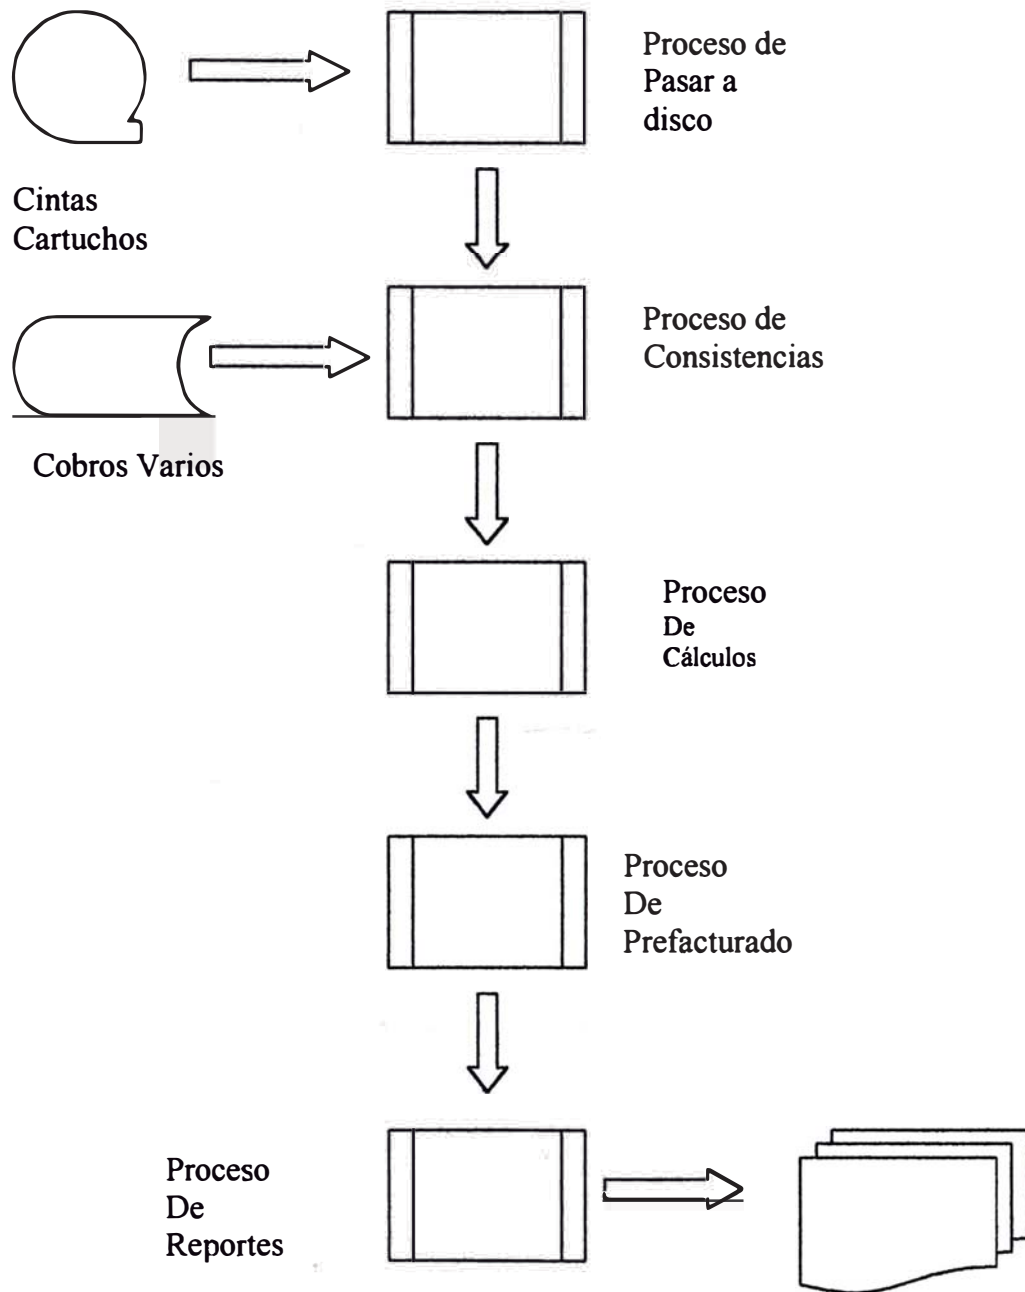 Proceso de
Pasar a
disco
Cintas
Cartuchos
Proceso de
Consistencias
Cobros Varios
Proceso
De
Cálculos
Proceso
De
Prefacturado
Proceso
De
Reportes